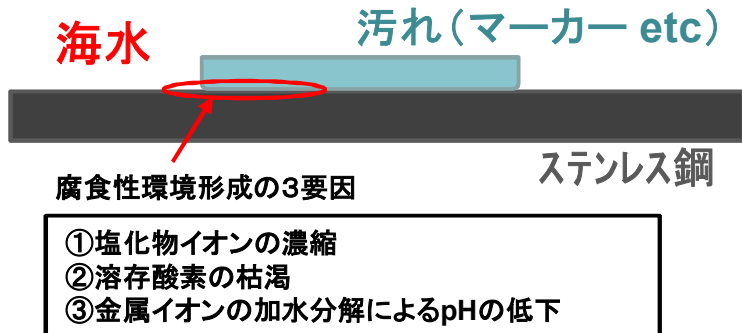 海水
汚れ（マーカー etc）
ステンレス鋼
腐食性環境形成の３要因
①塩化物イオンの濃縮
②溶存酸素の枯渇
③金属イオンの加水分解によるpHの低下